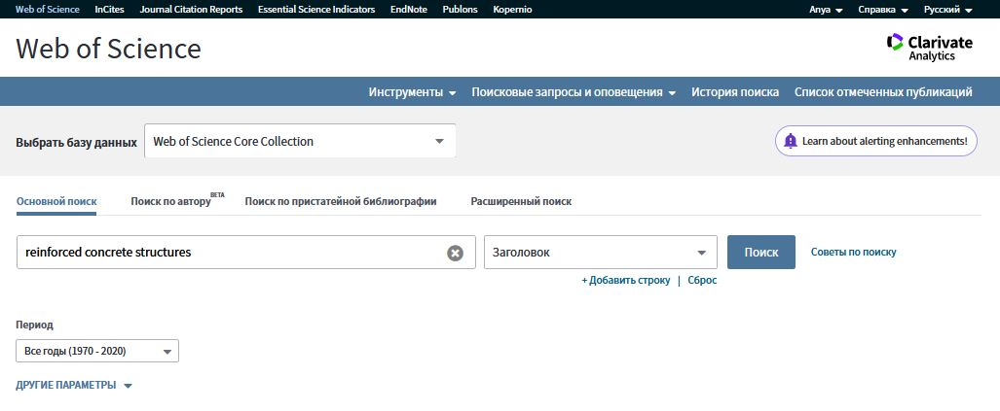 Web of Science InCites Journal Citation Reports Essential Science Indicators EndNote Publons Kopernio Anya Справка Русский
Web of Science
Clarivate
Analytics
Инструменты Поисковые запросы и оповещения История поиска Список отмеченных публикаций
Выбрать базу данных Web of Science Core Collection Learn about alerting enhancements!
Основной поиск Поиск по автору BETA Поиск по пристатейной библиографии Расширенный поиск
reinforced concrete structures Заголовок Поиск Советы по поиску
+ Добавить строку | Сброс
Период
Все годы (1970 - 2020)
ДРУГИЕ ПАРАМЕТРЫ